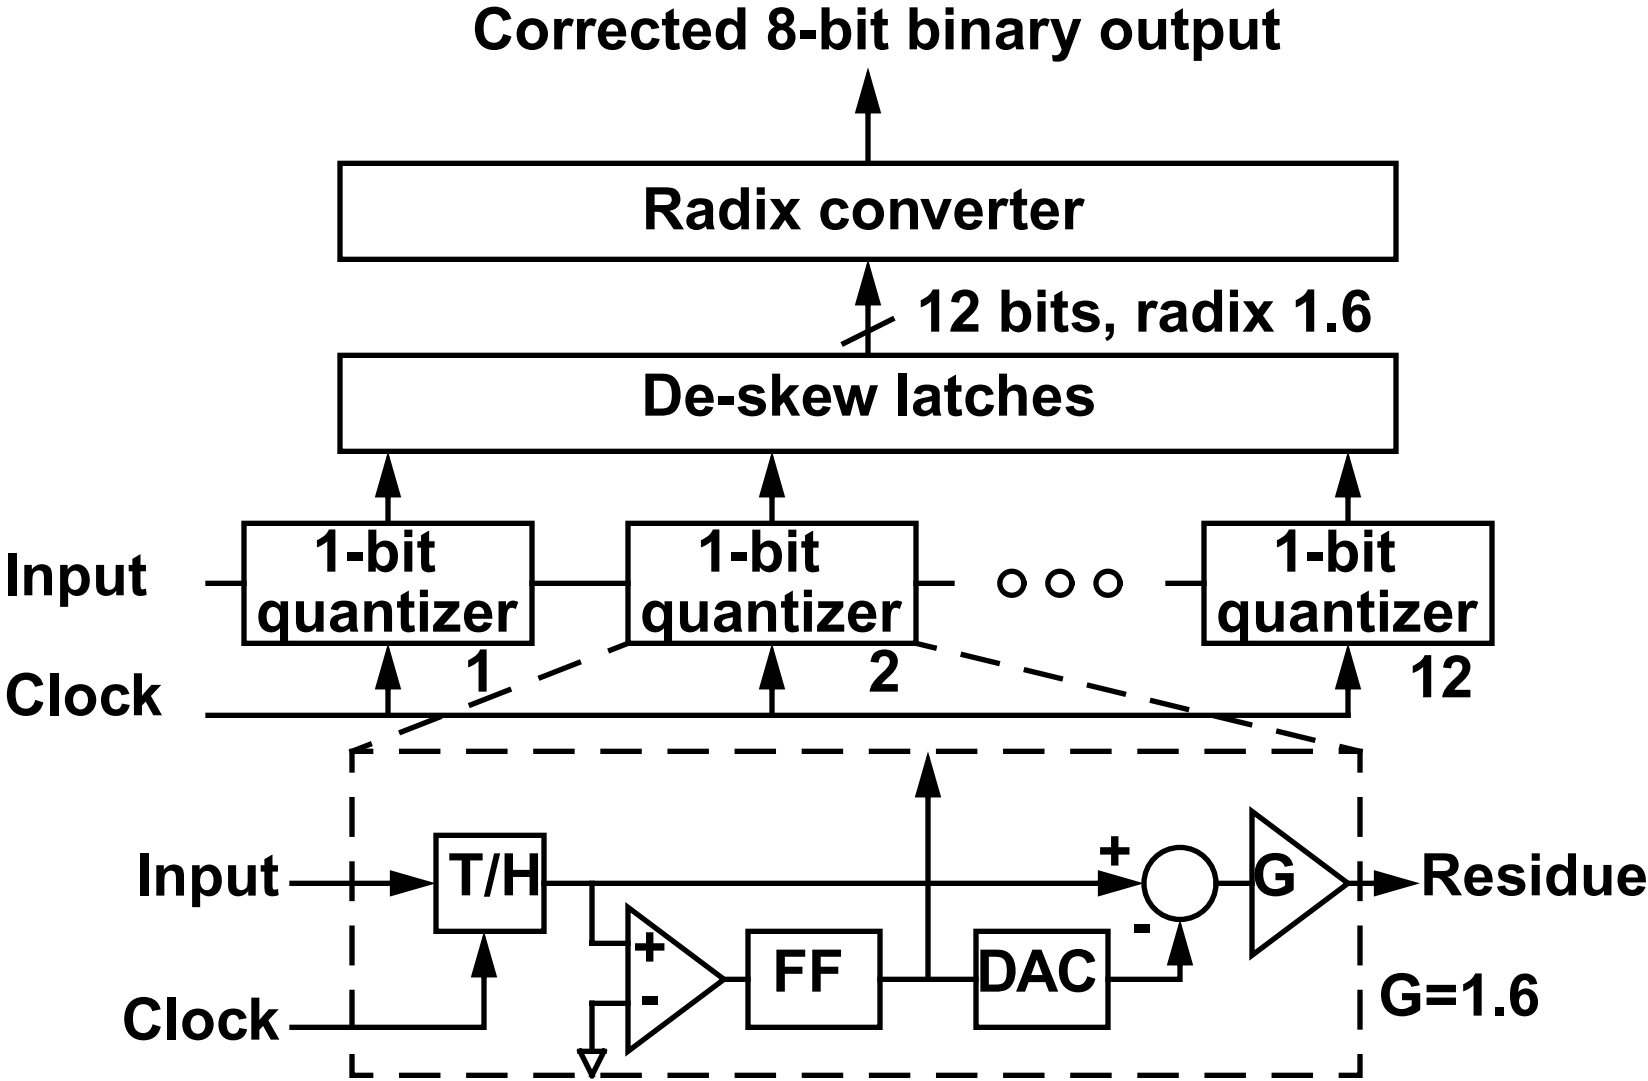 Corrected 8-bit binary output
Radix converter
12 bits, radix 1.6
De-skew latches
Input
1-bit quantizer
1-bit quantizer
1-bit quantizer
1
2
12
Clock
Input
T/H
+
-
+
-
G
Residue
FF
DAC
Clock
G=1.6